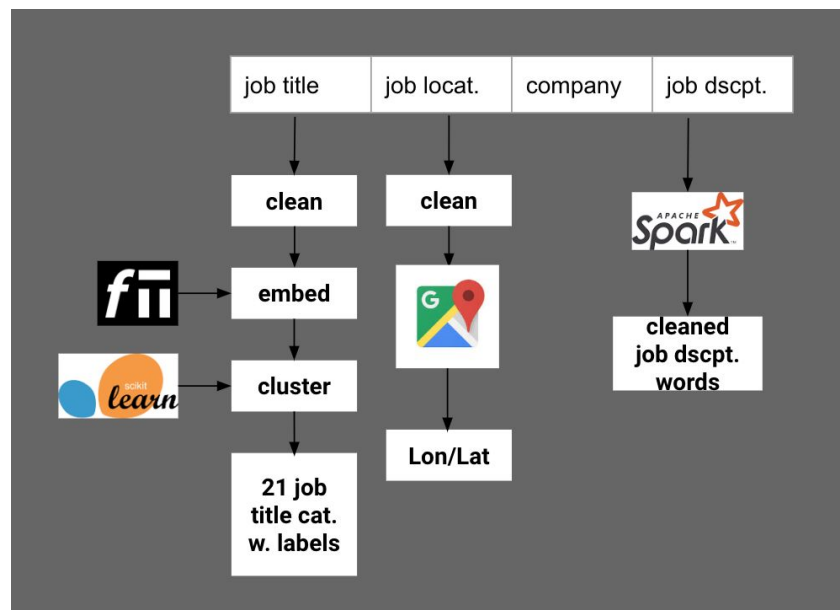 job title
job locat.
company
job dscpt.
clean
clean
APACHE
Spark
TM
embed
G
cleaned
job dscpt.
words
scikit
learn
cluster
Lon/Lat
21 job
title cat.
w. labels